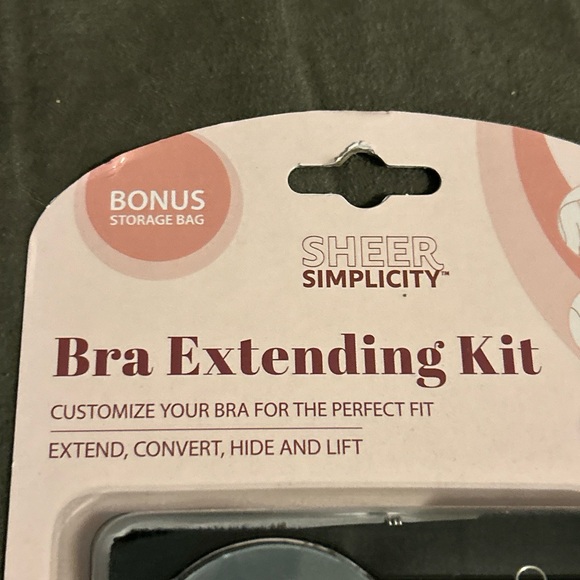 BONUS
STORAGE BAG
SHEER
SIMPLICITY™
Bra Extending Kit
CUSTOMIZE YOUR BRA FOR THE PERFECT FIT
EXTEND, CONVERT, HIDE AND LIFT